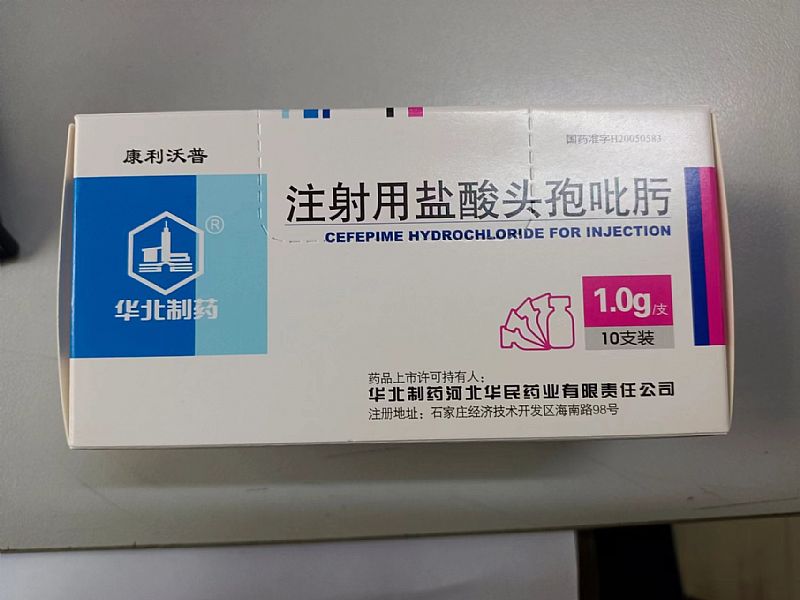 康利沃普
国药准字H20050583
注射用盐酸头孢吡肟
CEFEPIME HYDROCHLORIDE FOR INJECTION
®
华北制药
1.0g/支
10支装
药品上市许可持有人：
华北制药河北华民药业有限责任公司
注册地址：石家庄经济技术开发区海南路98号